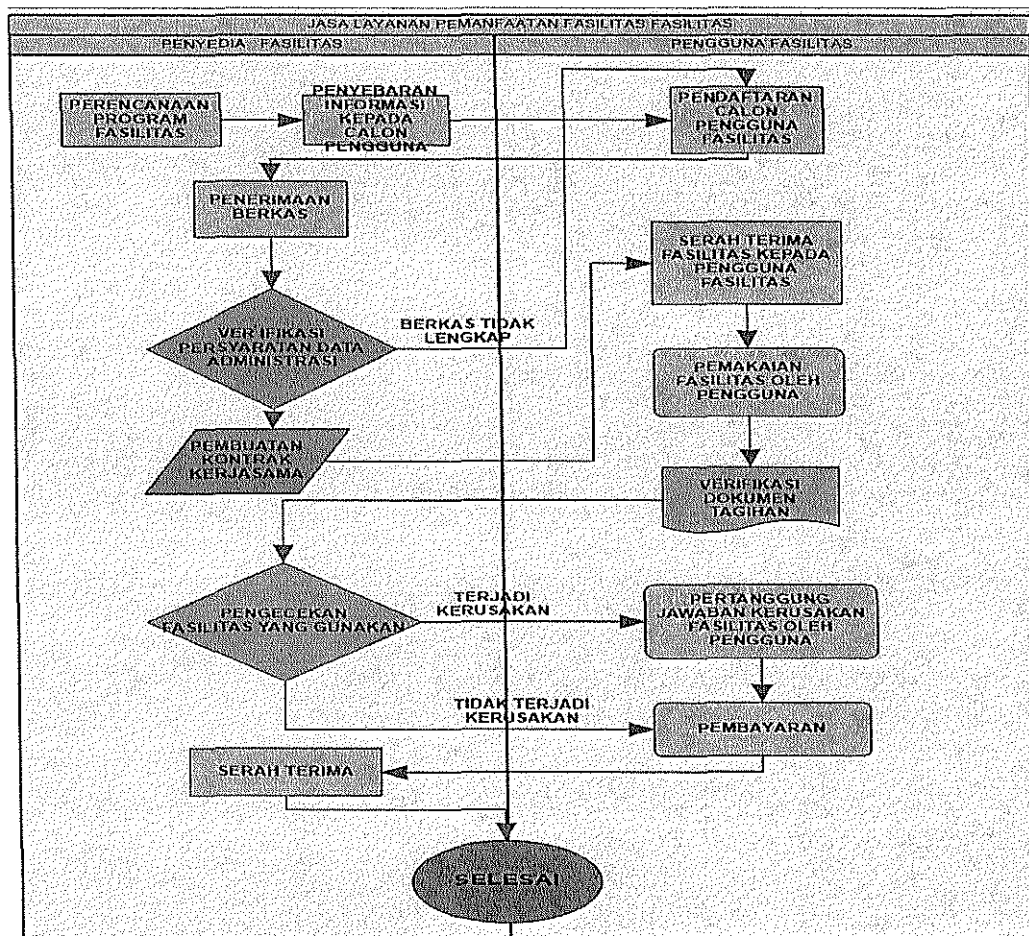 JASA LAYANAN PEMANFAATAN FASILITAS FASILITAS
PENYEDIA FASILITAS
PENGGUNA FASILITAS
PERENCANAAN
PROGRAM
FASILITAS
PENYEBARAN
INFORMASI
KEPADA
CALON
PENGGUNA
PENDAFTARAN
CALON
PENGGUNA
FASILITAS
PENERIMAAN
BERKAS
SERAH TERIMA
FASILITAS KEPADA
PENGGUNA
FASILITAS
VERIFIKASI
PERSYARATAN DATA
ADMINISTRASI
BERKAS TIDAK
LENGKAP
PEMAKAIAN
FASILITAS OLEH
PENGGUNA
PEMBUATAN
KONTRAK
KERJASAMA
VERIFIKASI
DOKUMEN
TAGIHAN
PENGECEKAN
FASILITAS YANG GUNAKAN
TERJADI
KERUSAKAN
PERTANGGUNG
JAWABAN KERUSAKAN
FASILITAS OLEH
PENGGUNA
TIDAK TERJADI
KERUSAKAN
PEMBAYARAN
SERAH TERIMA
SELESAI